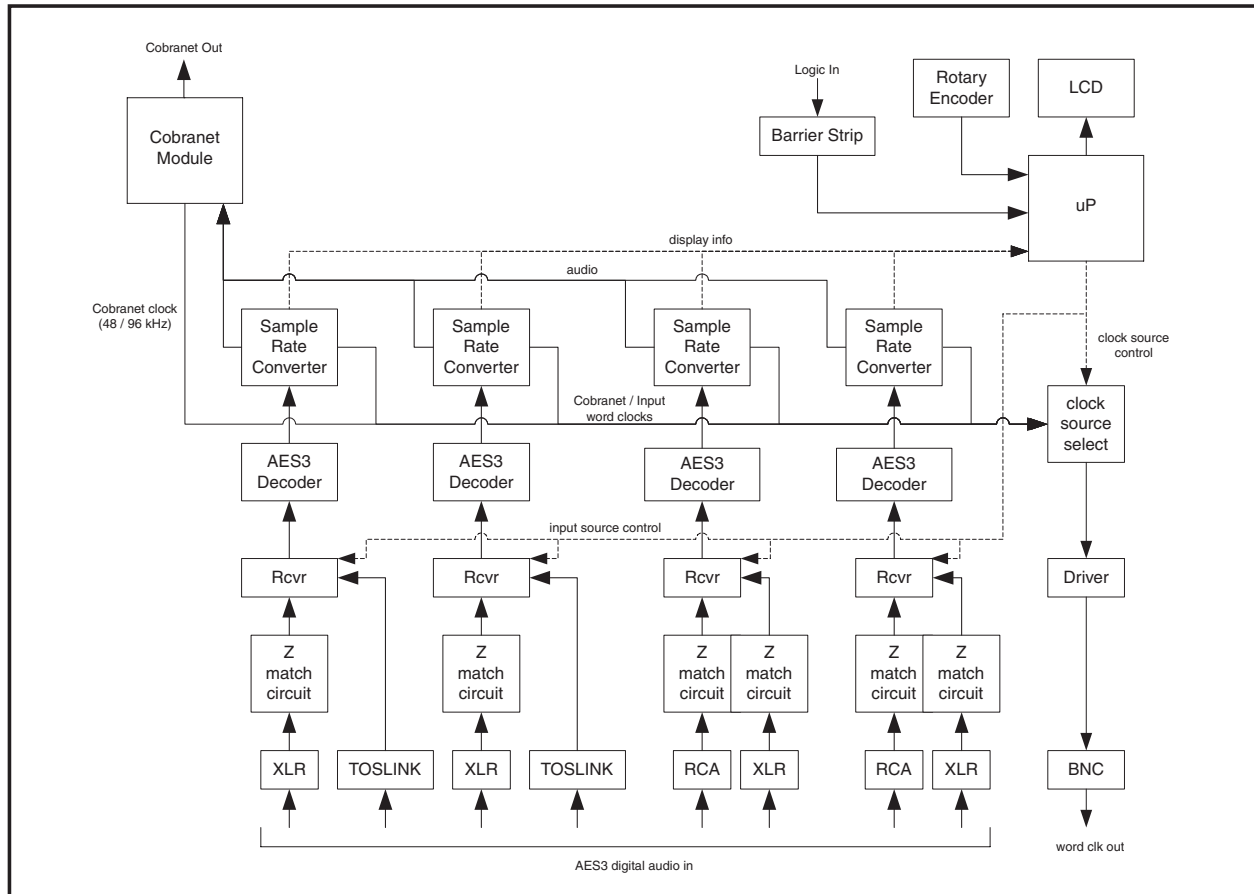 Cobranet Out
Logic In
Rotary
Encoder
LCD
Cobranet
Module
Barrier Strip
uP
display info
audio
Cobranet clock
(48 / 96 kHz)
Sample
Rate
Converter
Sample
Rate
Converter
Sample
Rate
Converter
Sample
Rate
Converter
clock source
control
Cobranet / Input
word clocks
clock
source
select
AES3
Decoder
AES3
Decoder
AES3
Decoder
AES3
Decoder
input source control
Rcvr
Rcvr
Rcvr
Rcvr
Driver
Z
match
circuit
Z
match
circuit
Z
match
circuit
Z
match
circuit
Z
match
circuit
Z
match
circuit
XLR
TOSLINK
XLR
TOSLINK
RCA
XLR
RCA
XLR
BNC
word clk out
AES3 digital audio in